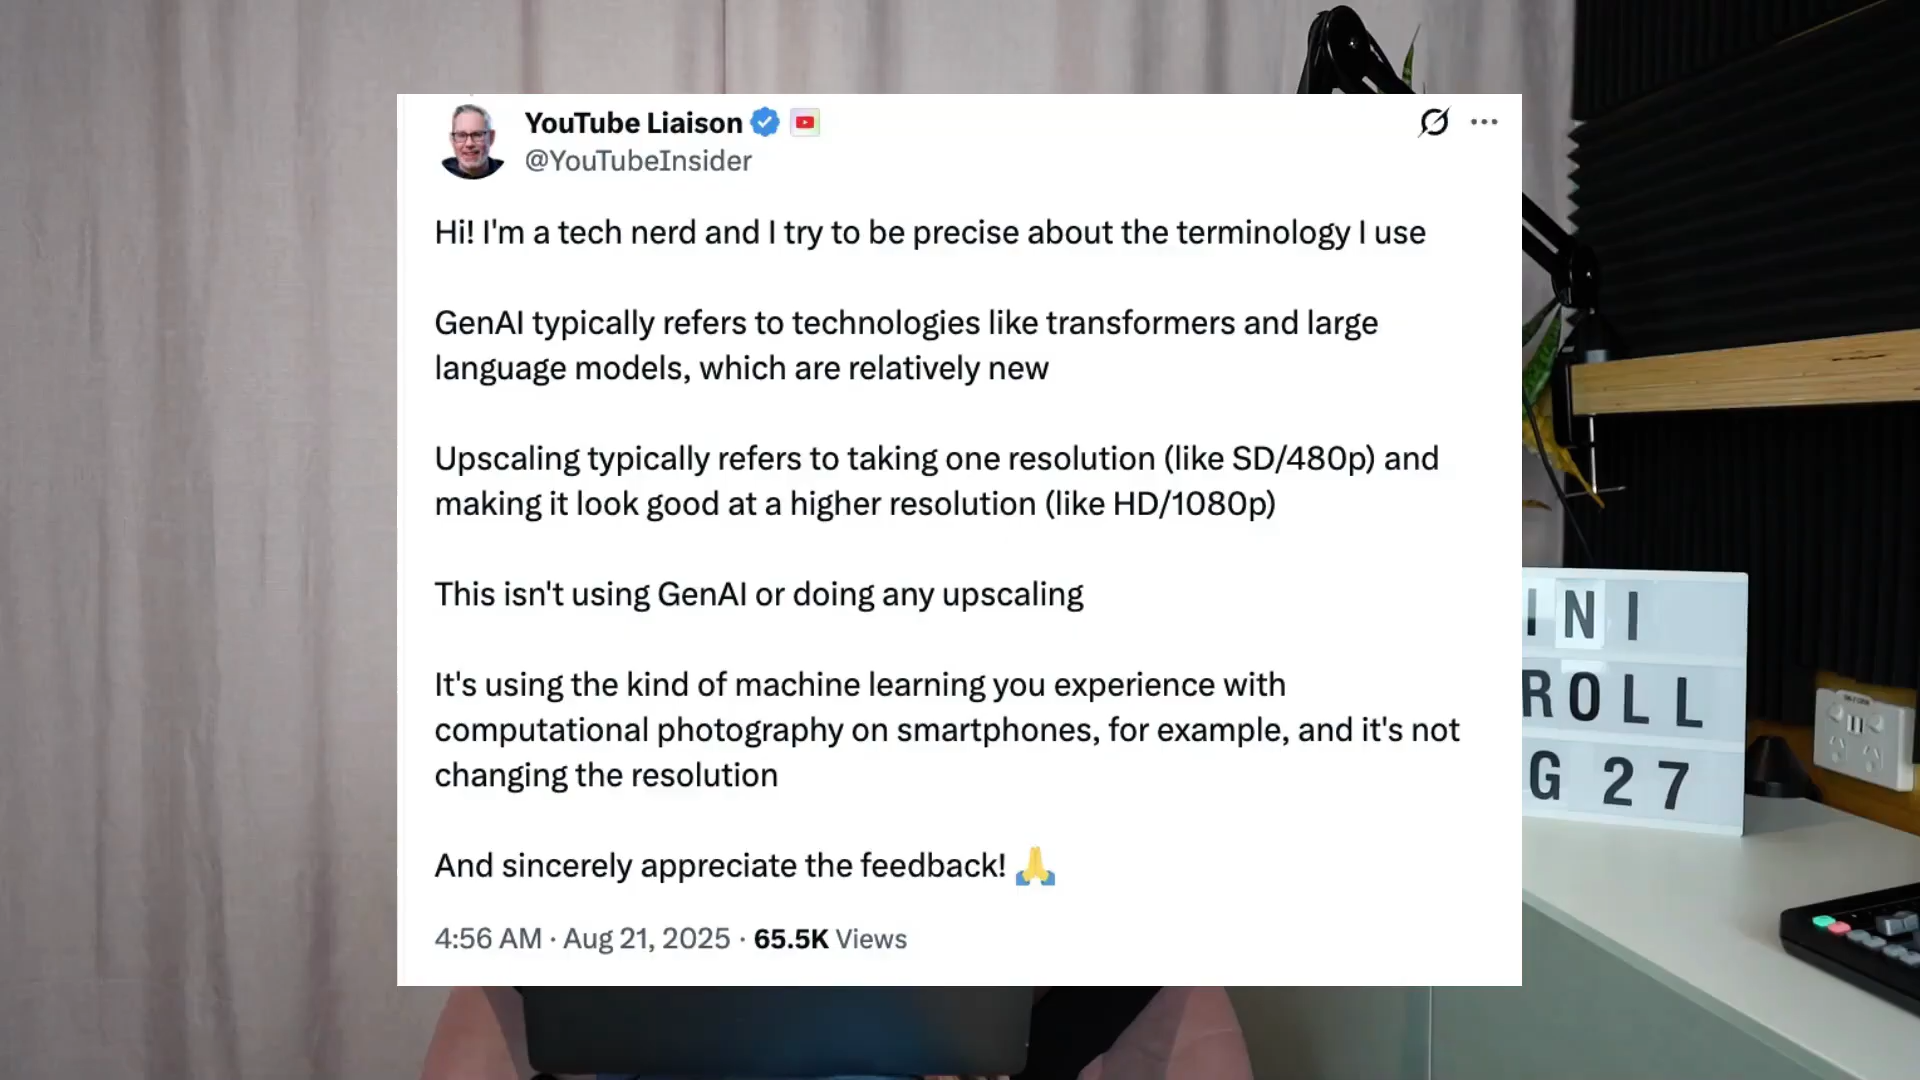 YouTube Liaison
@YouTubeInsider
Hi! I'm a tech nerd and I try to be precise about the terminology I use
GenAI typically refers to technologies like transformers and large
language models, which are relatively new
Upscaling typically refers to taking one resolution (like SD/480p) and
making it look good at a higher resolution (like HD/1080p)
This isn't using GenAI or doing any upscaling
It's using the kind of machine learning you experience with
computational photography on smartphones, for example, and it's not
changing the resolution
And sincerely appreciate the feedback! 🙏
4:56 AM · Aug 21, 2025 · 65.5K Views
INI
ROLL
G 27